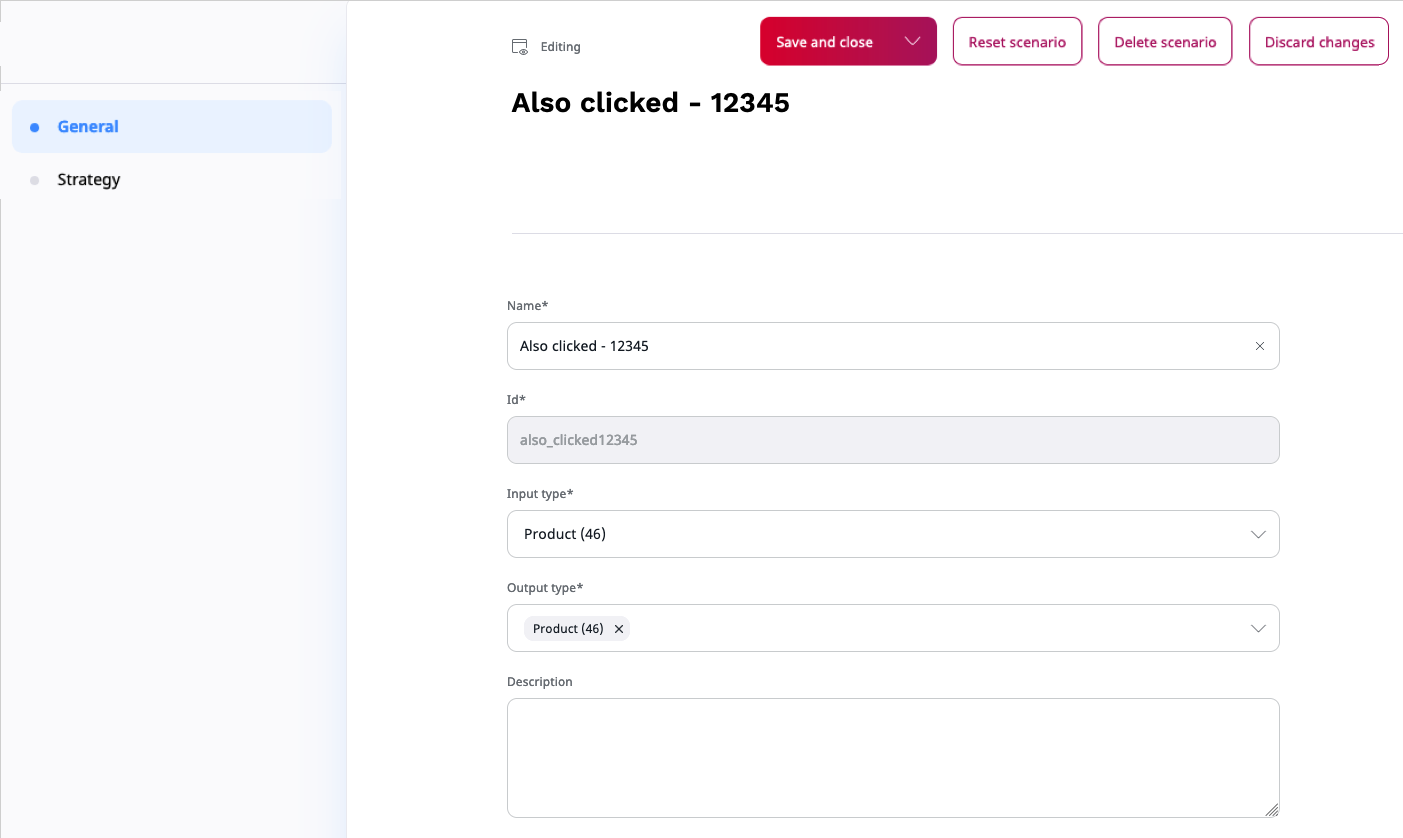 Editing
Save and close
Reset scenario
Delete scenario
Discard changes
Also clicked - 12345
General
Strategy
Name*
Also clicked - 12345
Id*
also_clicked12345
Input type*
Product (46)
Output type*
Product (46)
Description